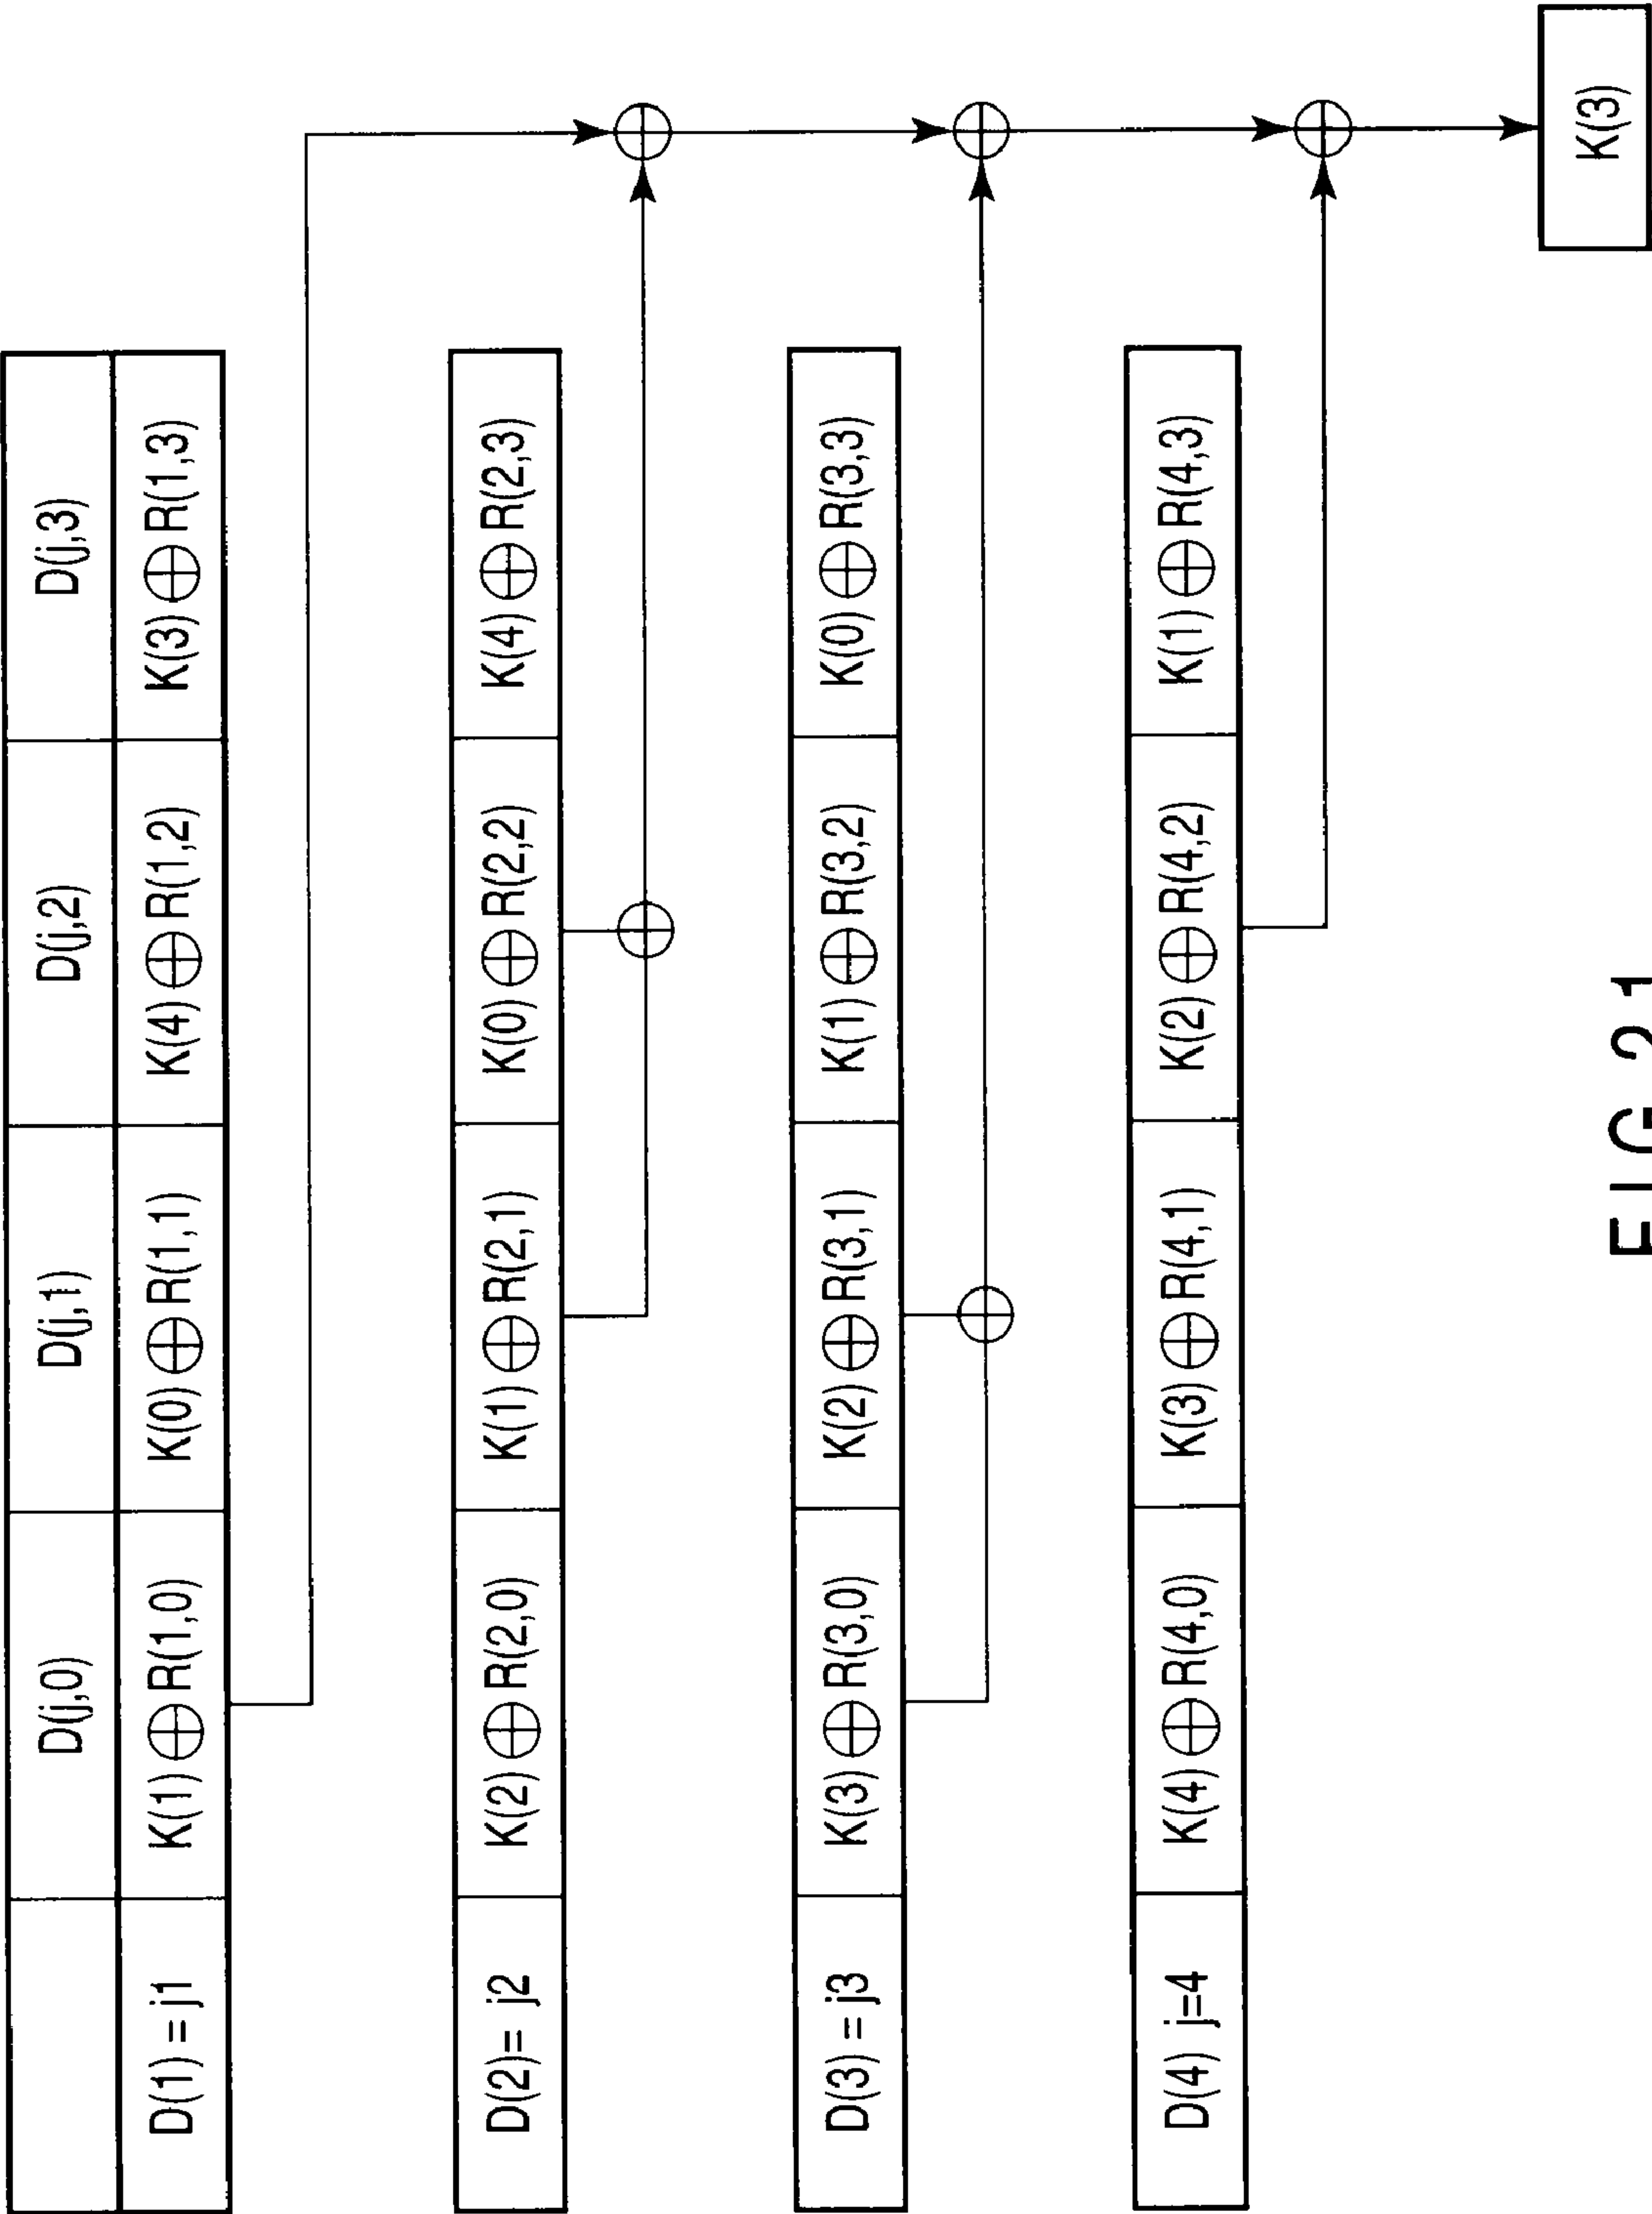 D(j,0) D(j,1) D(j,2) D(j,3)
D(1) = j1 K(1) ⊕ R(1,0) K(0) ⊕ R(1,1) K(4) ⊕ R(1,2) K(3) ⊕ R(1,3)
D(2)= j2 K(2) ⊕ R(2,0) K(1) ⊕ R(2,1) K(0) ⊕ R(2,2) K(4) ⊕ R(2,3)
D(3) = j3 K(3) ⊕ R(3,0) K(2) ⊕ R(3,1) K(1) ⊕ R(3,2) K(0) ⊕ R(3,3)
D(4) j=4 K(4) ⊕ R(4,0) K(3) ⊕ R(4,1) K(2) ⊕ R(4,2) K(1) ⊕ R(4,3)
K(3)
FIG 21